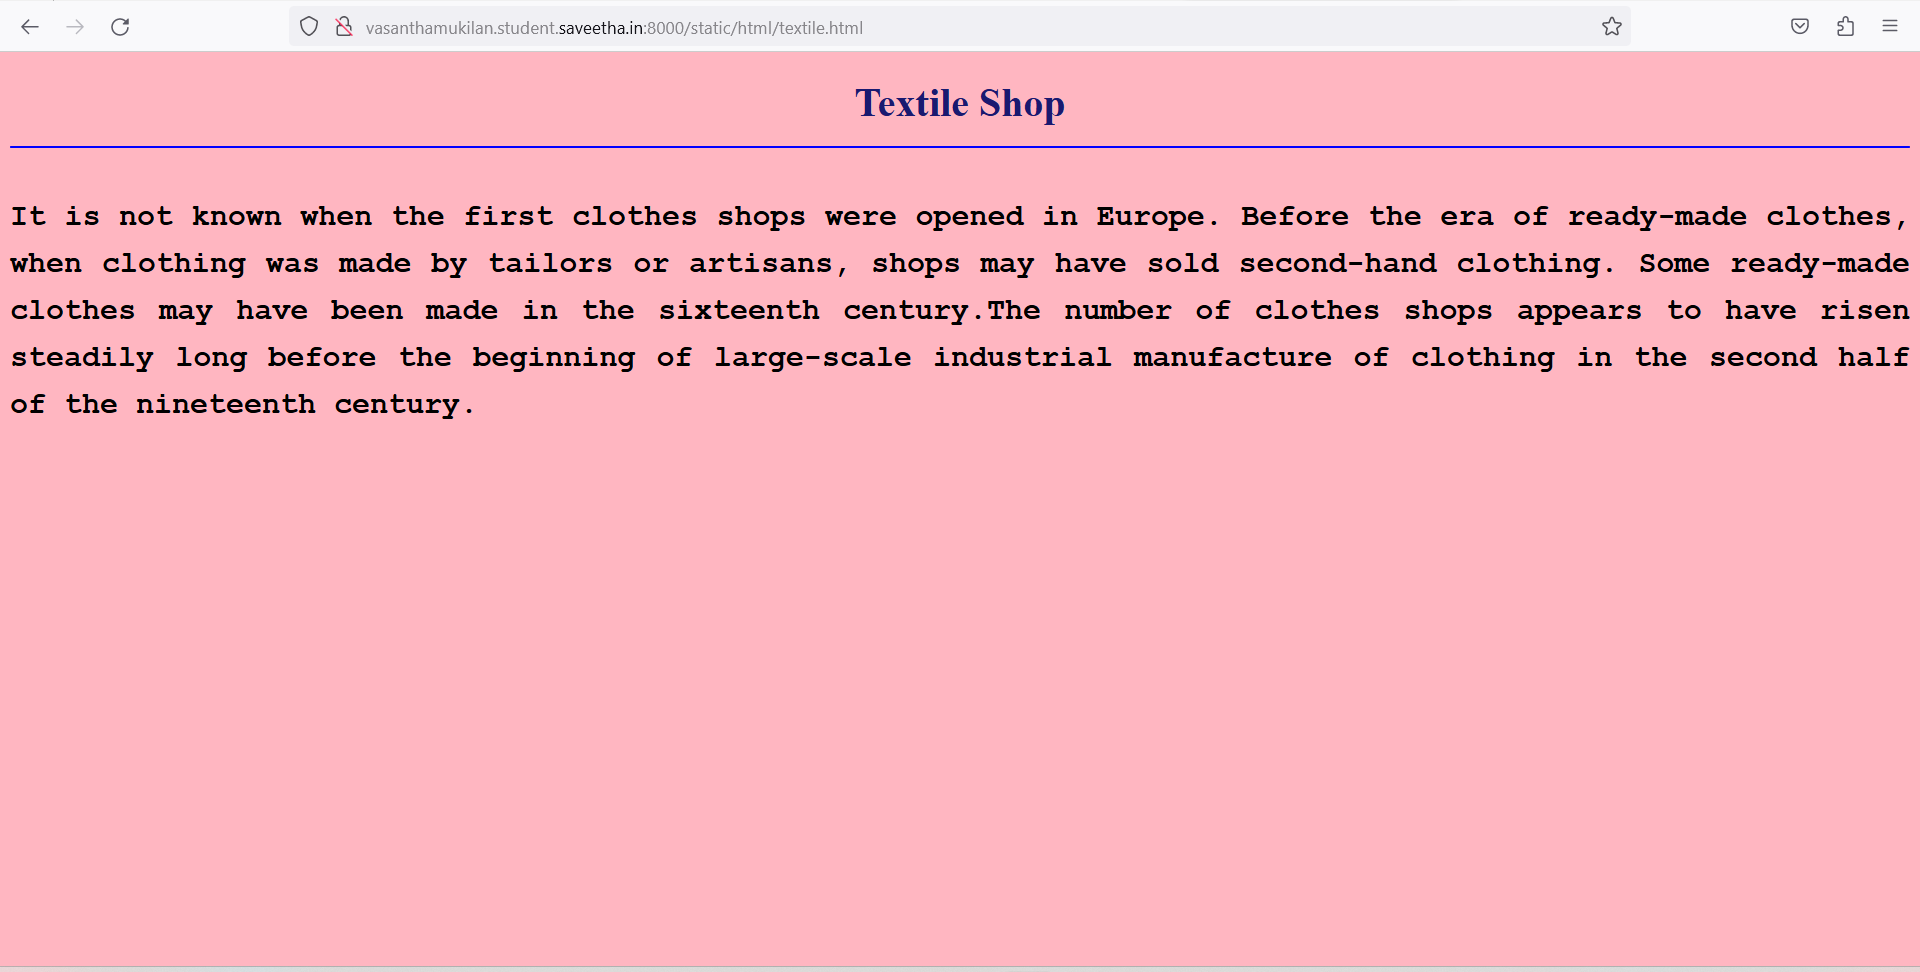 vasanthamukilan.student.saveetha.in:8000/static/html/textile.html
Textile Shop
It is not known when the first clothes shops were opened in Europe. Before the era of ready-made clothes,
when clothing was made by tailors or artisans, shops may have sold second-hand clothing. Some ready-made
clothes may have been made in the sixteenth century.The number of clothes shops appears to have risen
steadily long before the beginning of large-scale industrial manufacture of clothing in the second half
of the nineteenth century.